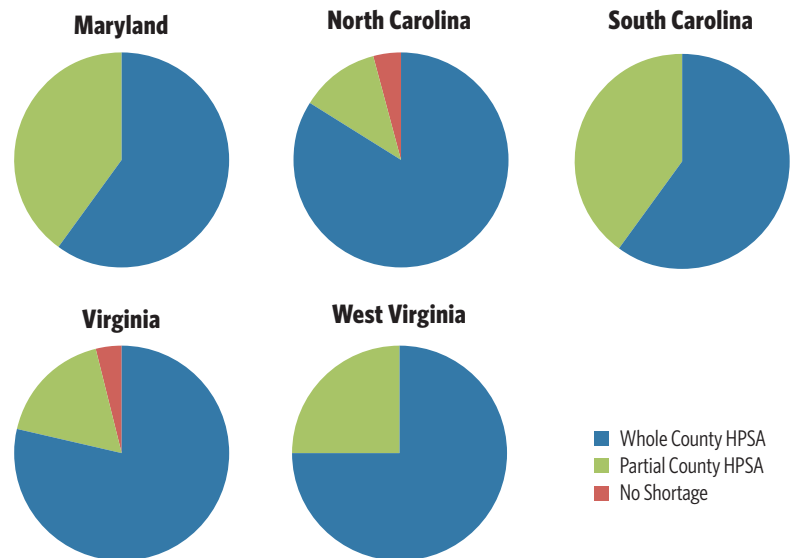 Maryland
North Carolina
South Carolina
Virginia
West Virginia
Whole County HPSA
Partial County HPSA
No Shortage